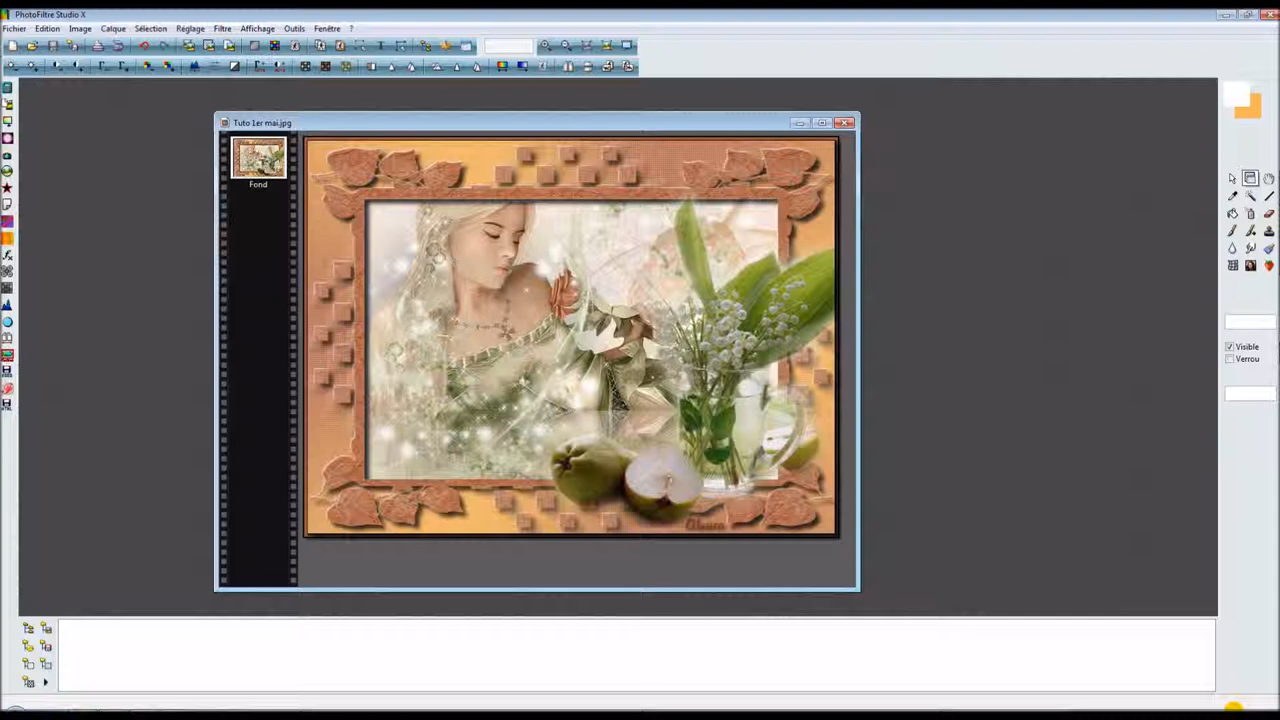 PhotoFiltre Studio X
Fichier Edition Image Calque Sélection Réglage Filtre Affichage Outils Fenêtre ?
Tuto 1er mai.jpg
Fond
Visible
Verrou